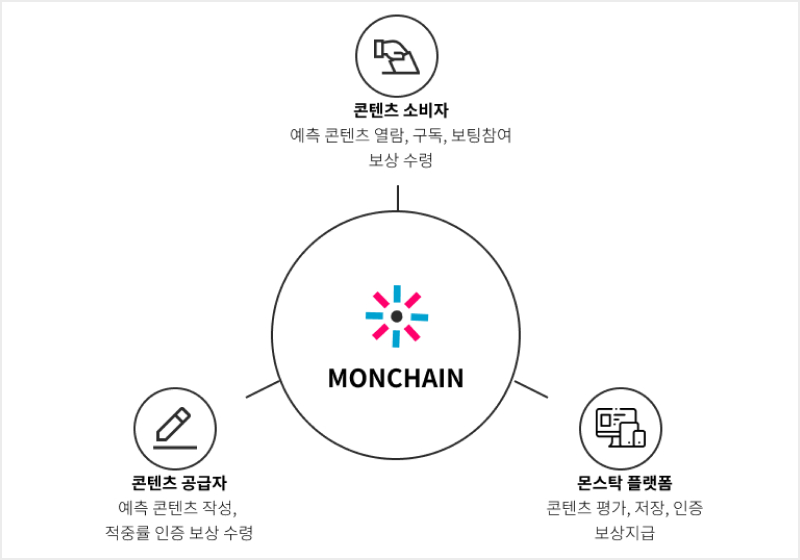 콘텐츠 소비자
예측 콘텐츠 열람, 구독, 보팅참여
보상 수령
MONCHAIN
콘텐츠 공급자
예측 콘텐츠 작성,
적중률 인증 보상 수령
몬스탁 플랫폼
콘텐츠 평가, 저장, 인증
보상지급